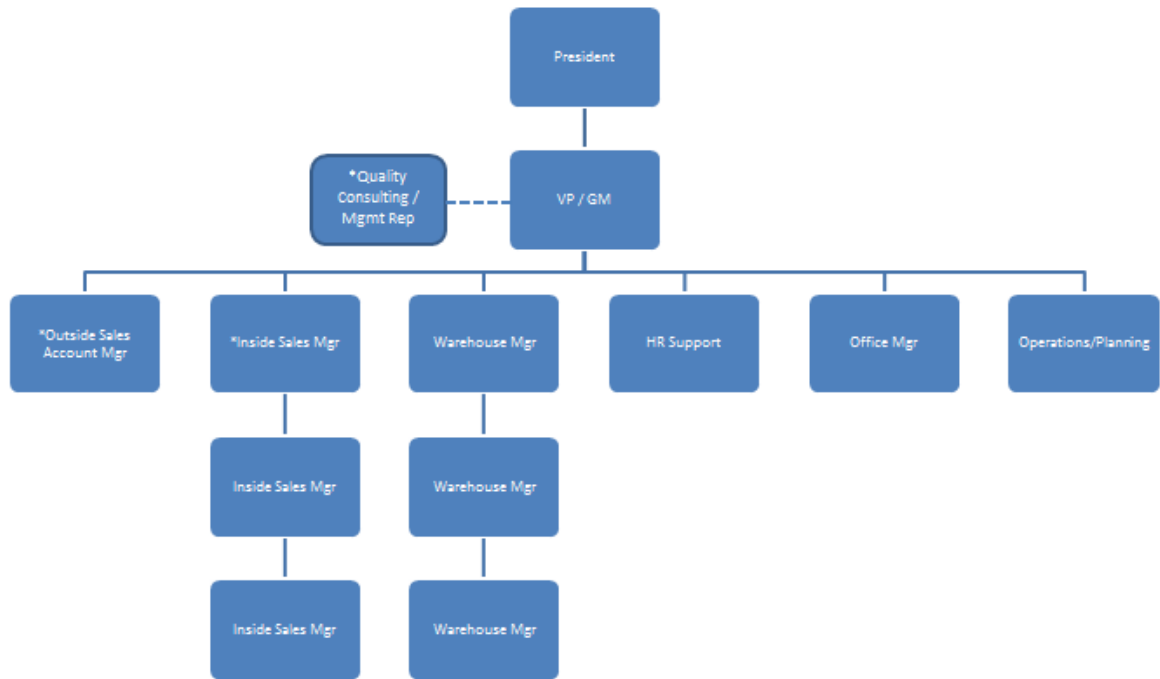 President
*Quality
Consulting /
Mgmt Rep
VP / GM
*Outside Sales
Account Mgr
*Inside Sales Mgr
Warehouse Mgr
HR Support
Office Mgr
Operations/Planning
Inside Sales Mgr
Warehouse Mgr
Inside Sales Mgr
Warehouse Mgr